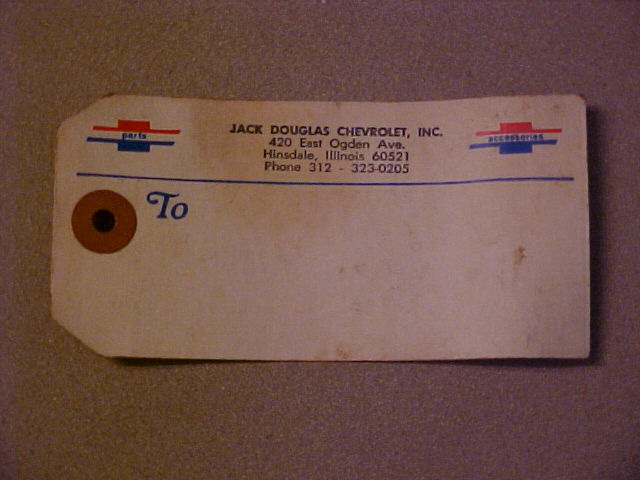 parts
JACK DOUGLAS CHEVROLET, INC.
420 East Ogden Ave.
Hinsdale, Illinois 60521
Phone 312 - 323-0205
accessories
To